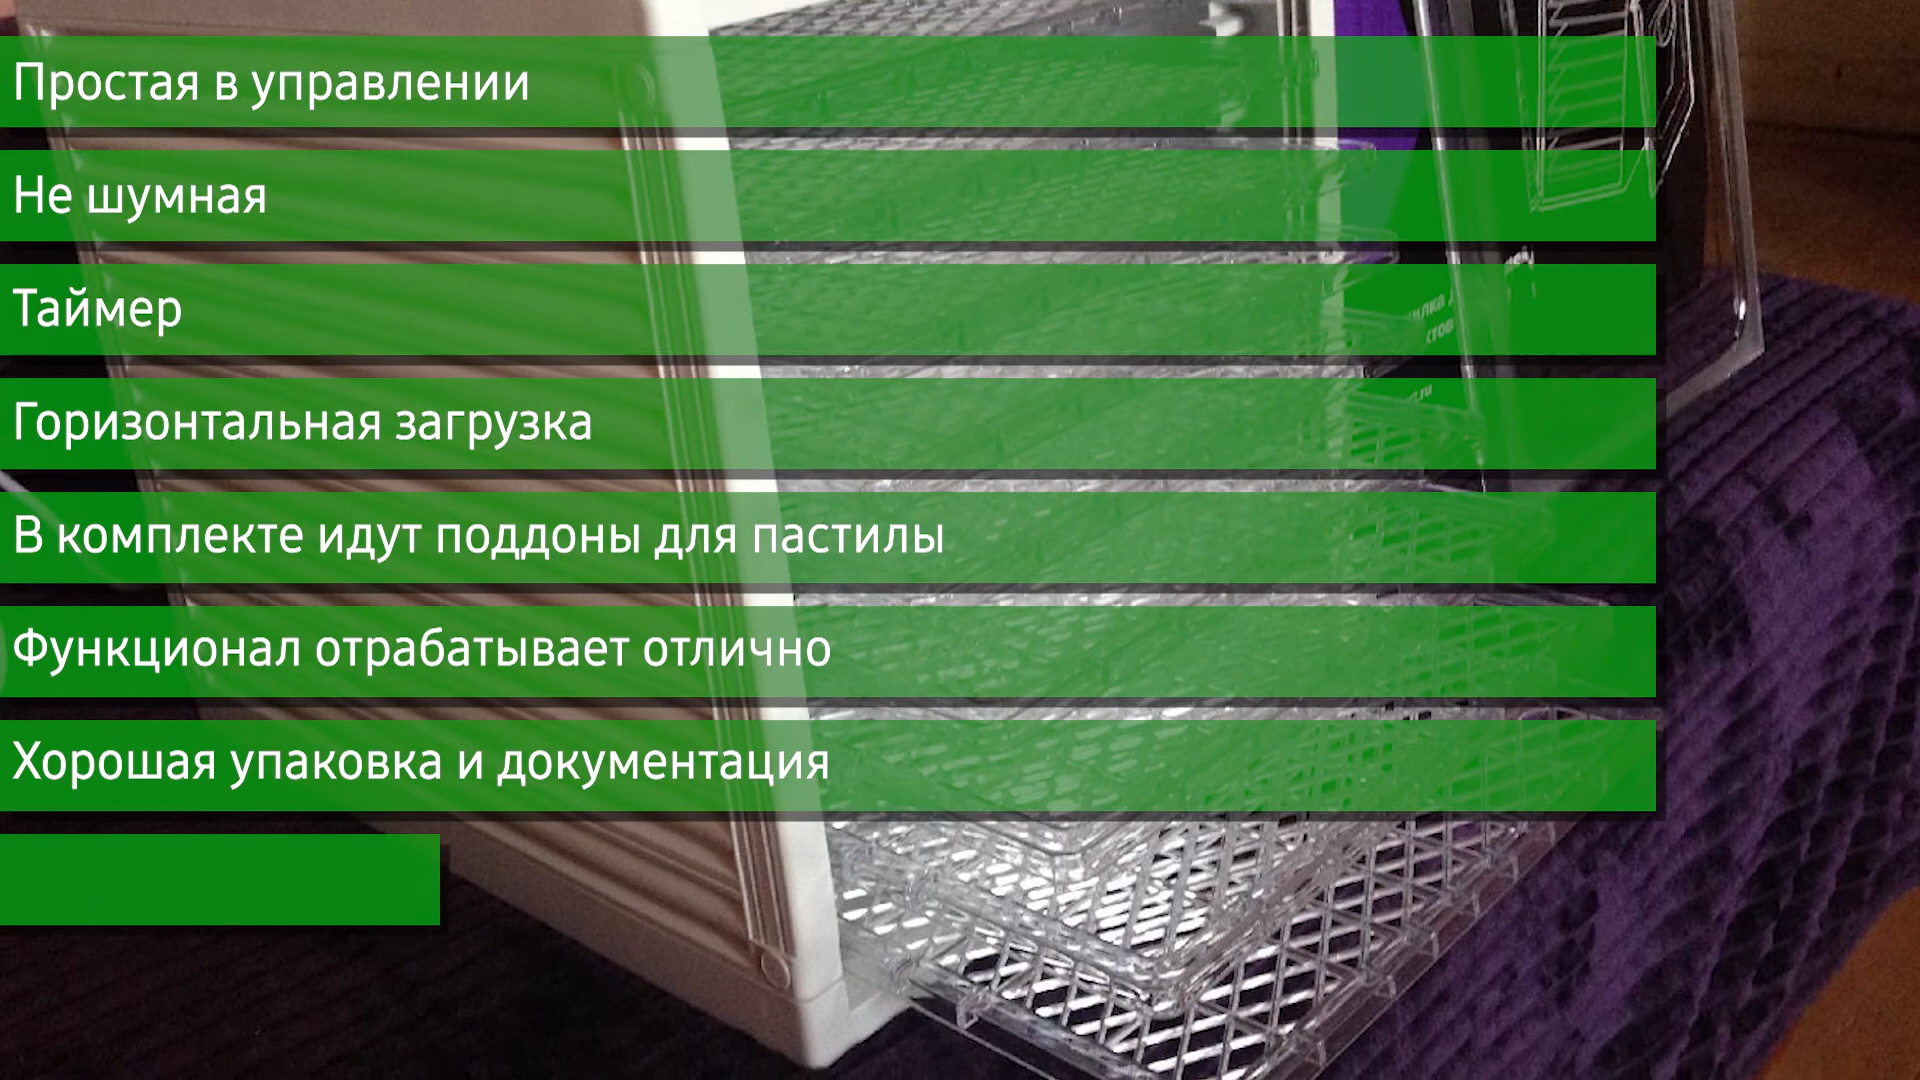 Простая в управлении
Не шумная
Таймер
Горизонтальная загрузка
В комплекте идут поддоны для пастилы
Функционал отрабатывает отлично
Хорошая упаковка и документация